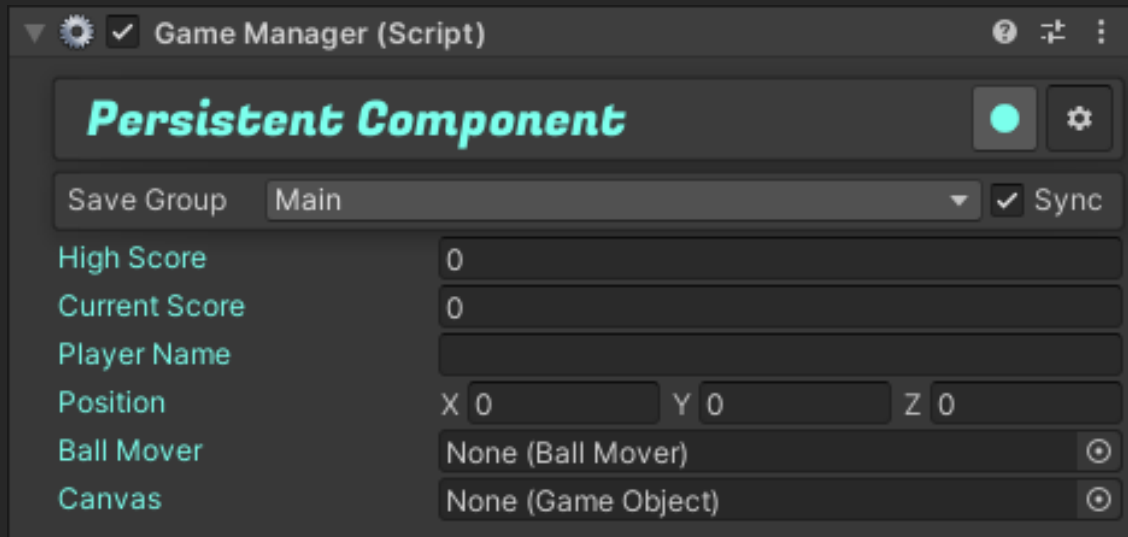 Game Manager (Script)
Persistent Component
Save Group Main Sync
High Score 0
Current Score 0
Player Name
Position X 0 Y 0 Z 0
Ball Mover None (Ball Mover)
Canvas None (Game Object)